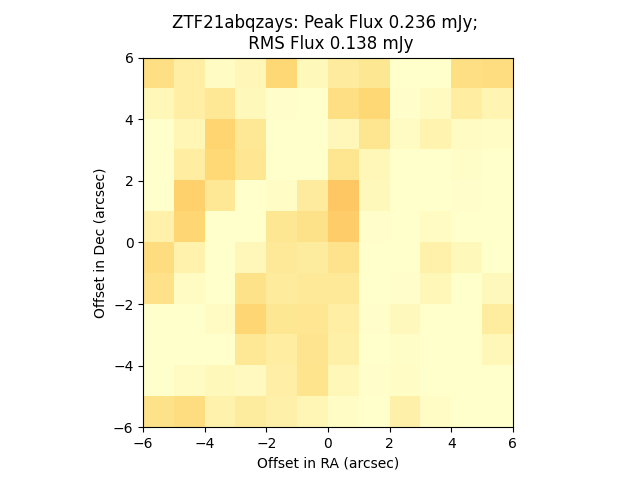 ZTF21abqzays: Peak Flux 0.236 mJy;
RMS Flux 0.138 mJy
6
4
2
0
−2
−4
−6
Offset in Dec (arcsec)
−6 −4 −2 0 2 4 6
Offset in RA (arcsec)